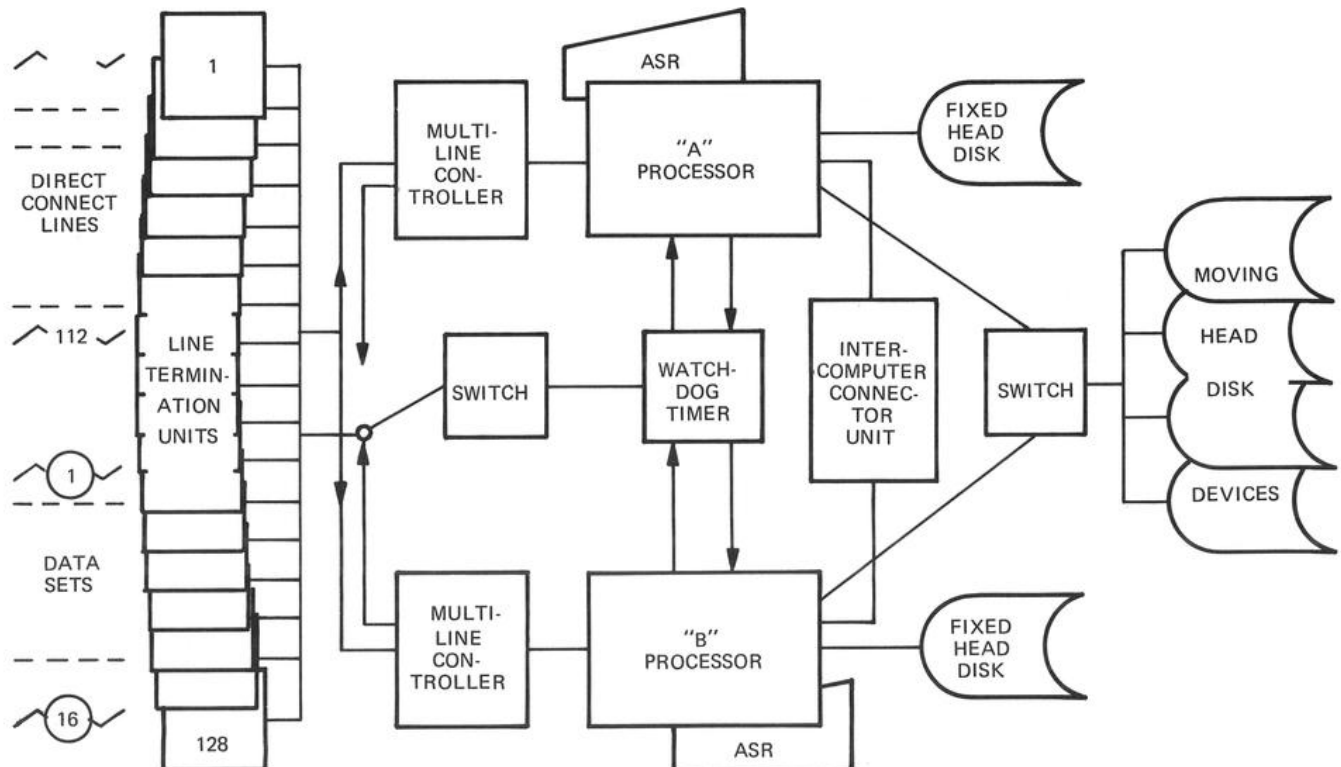 1
DIRECT
CONNECT
LINES
112
LINE
TERMIN-
ATION
UNITS
1
DATA
SETS
16
128
MULTI-
LINE
CON-
TROLLER
SWITCH
MULTI-
LINE
CON-
TROLLER
ASR
"A"
PROCESSOR
WATCH-
DOG
TIMER
"B"
PROCESSOR
ASR
INTER-
COMPUTER
CONNEC-
TOR
UNIT
FIXED
HEAD
DISK
SWITCH
FIXED
HEAD
DISK
MOVING
HEAD
DISK
DEVICES